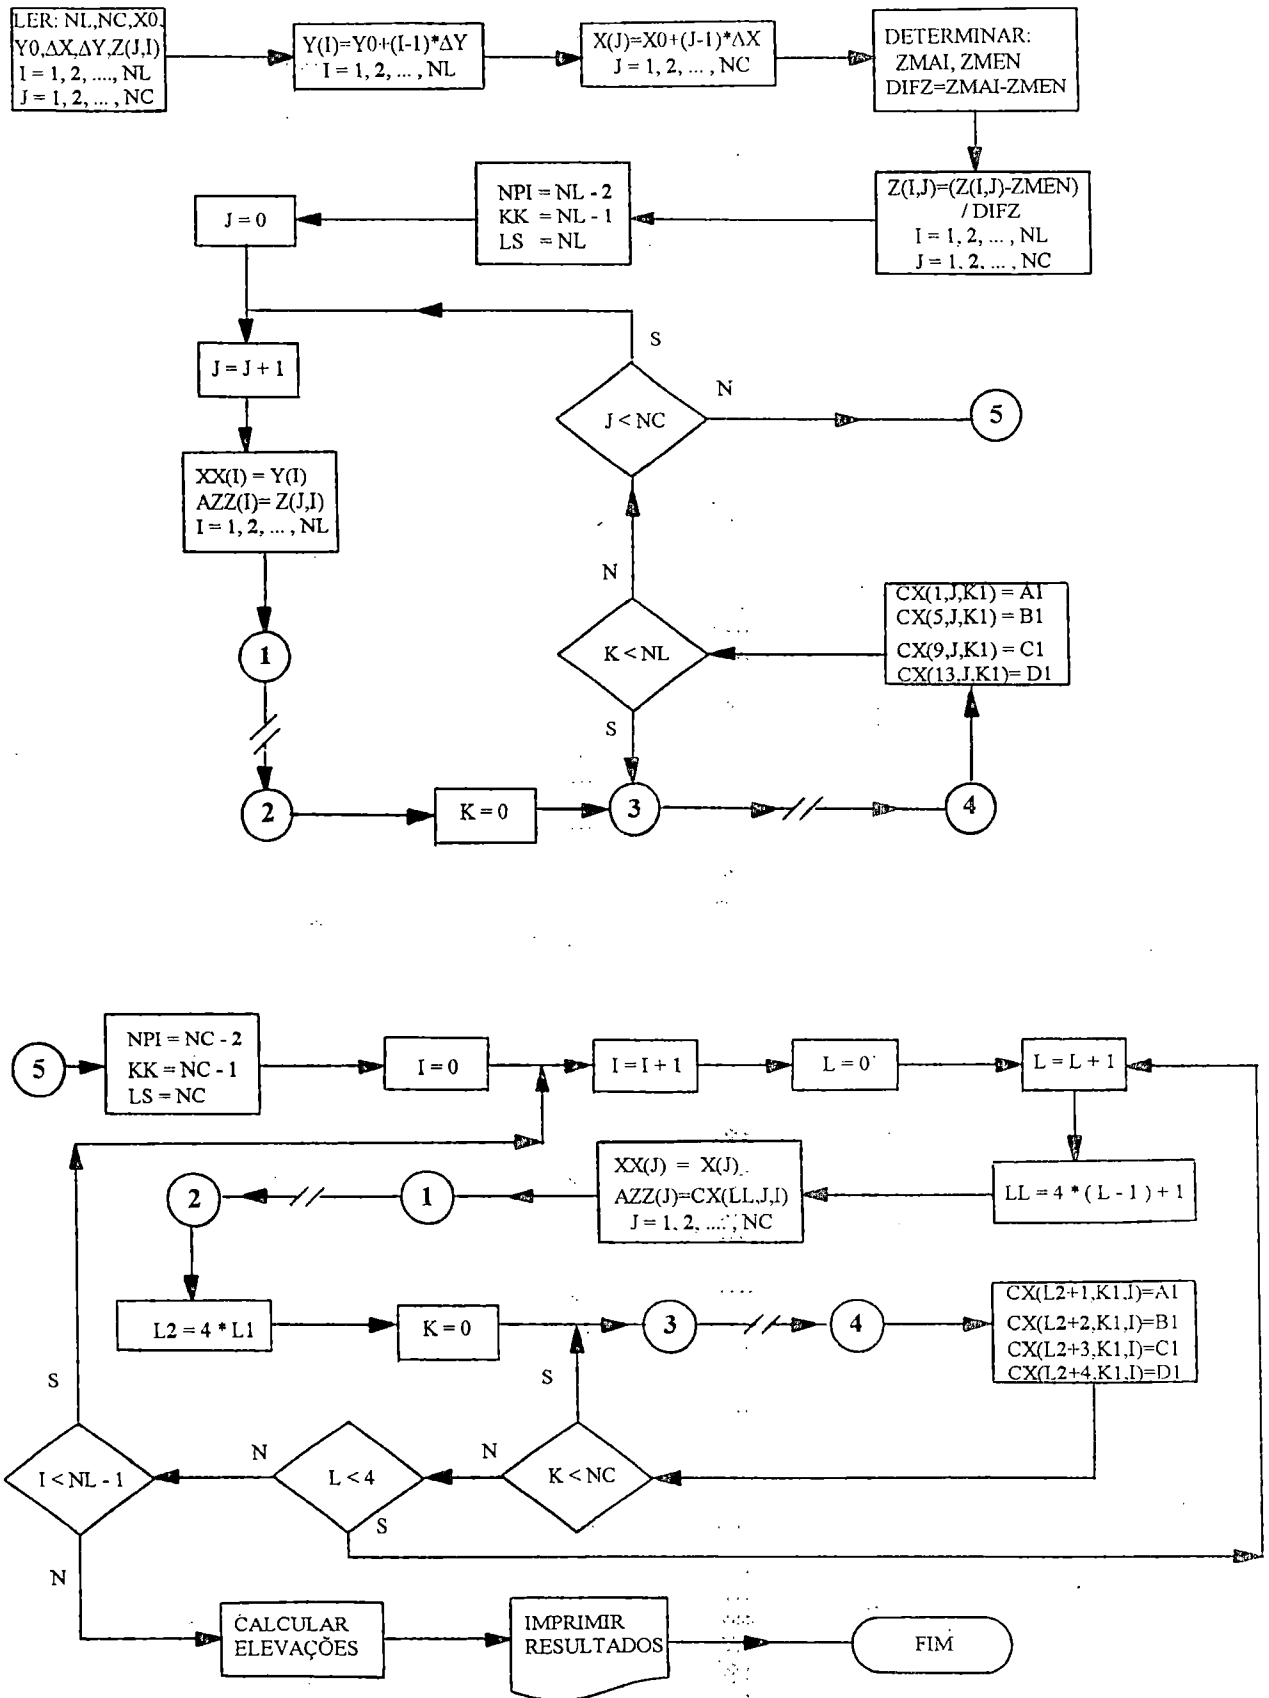 LER: NL,NC,X0,
Y0,ΔX,ΔY,Z(J,I)
I = 1, 2, ...., NL
J = 1, 2, ... , NC
Y(I)=Y0+(I-1)*ΔY
I = 1, 2, ... , NL
X(J)=X0+(J-1)*ΔX
J = 1, 2, ... , NC
DETERMINAR:
ZMAI, ZMEN
DIFZ=ZMAI-ZMEN
Z(I,J)=(Z(I,J)-ZMEN)
/ DIFZ
I = 1, 2, ... , NL
J = 1, 2, ... , NC
NPI = NL - 2
KK = NL - 1
LS = NL
J = 0
J = J + 1
S
J < NC
N
5
XX(I) = Y(I)
AZZ(I)= Z(J,I)
I = 1, 2, ... , NL
N
CX(1,J,K1) = A1
CX(5,J,K1) = B1
CX(9,J,K1) = C1
CX(13,J,K1)= D1
1
K < NL
S
2
K = 0
3
4
5
NPI = NC - 2
KK = NC - 1
LS = NC
I = 0
I = I + 1
L = 0
L = L + 1
LL = 4 * ( L - 1 ) + 1
XX(J) = X(J)
AZZ(J)=CX(LL,J,I)
J = 1, 2, ... , NC
1
2
L2 = 4 * L1
K = 0
3
4
CX(L2+1,K1,I)=A1
CX(L2+2,K1,I)=B1
CX(L2+3,K1,I)=C1
CX(L2+4,K1,I)=D1
S
S
I < NL - 1
N
L < 4
N
K < NC
S
N
CALCULAR
ELEVAÇÕES
IMPRIMIR
RESULTADOS
FIM